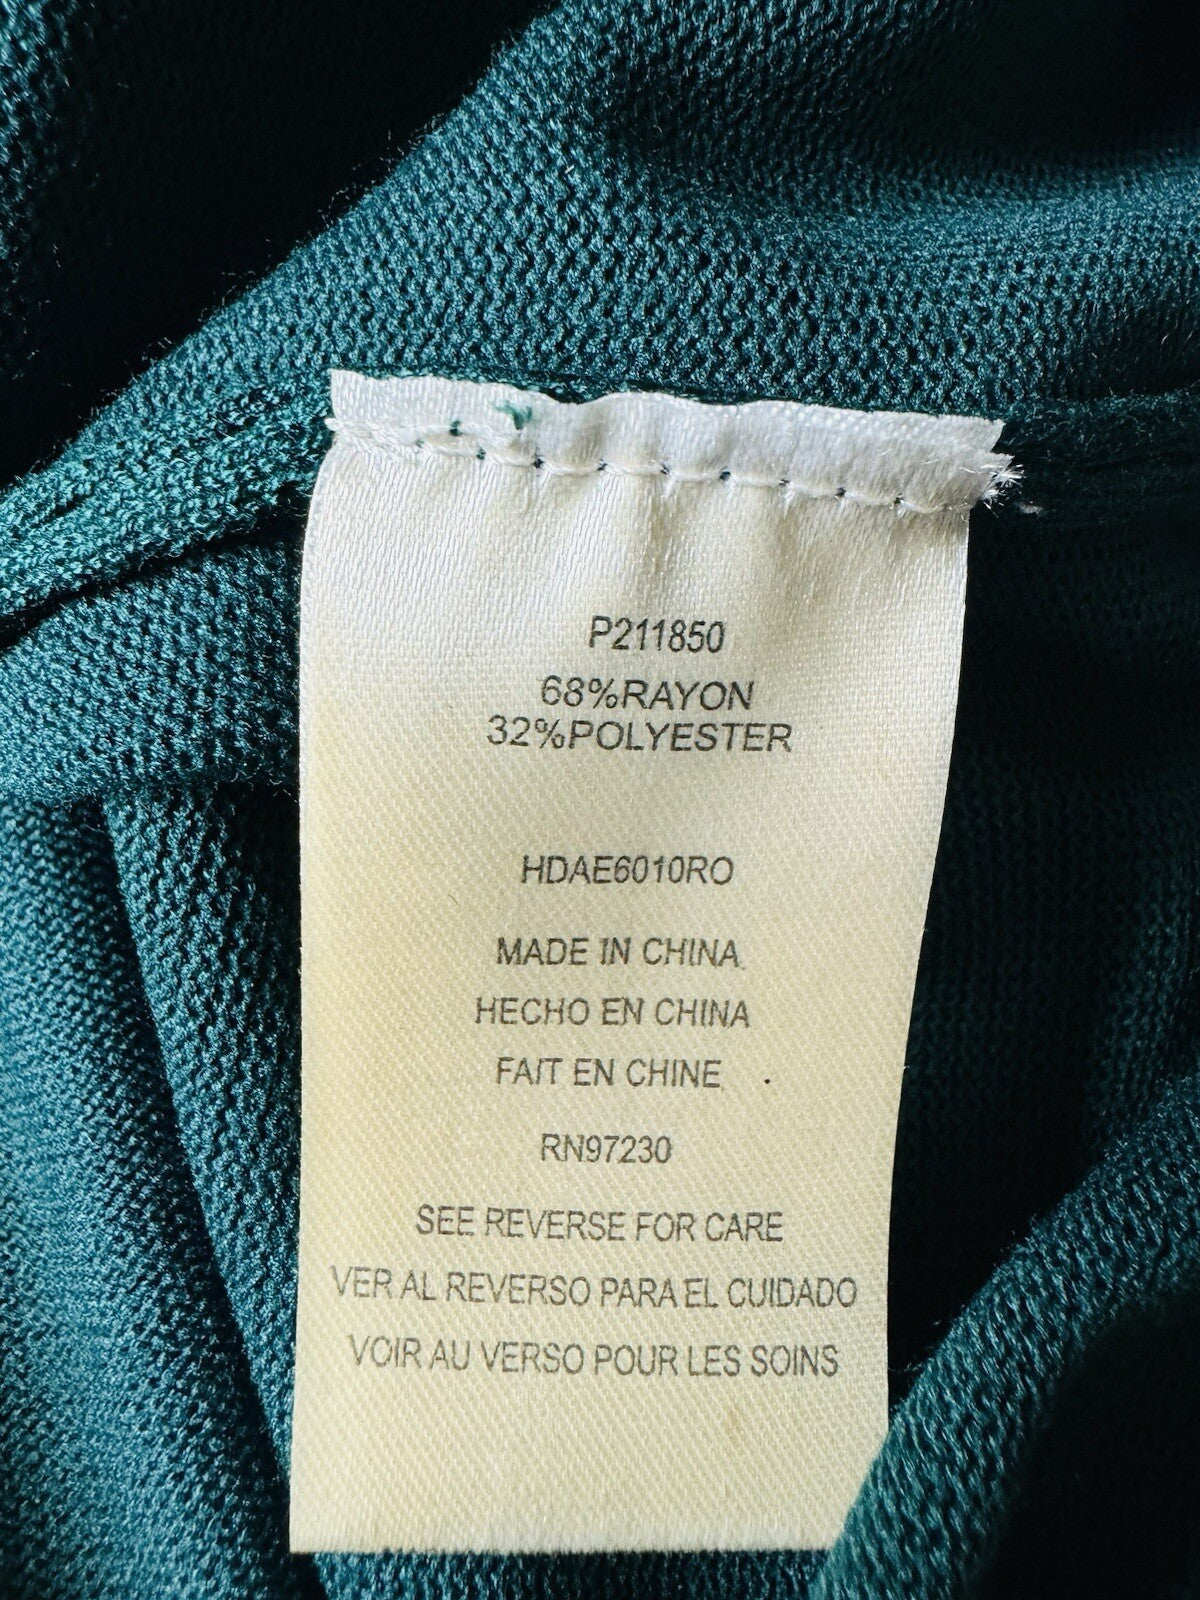 P211850
68%RAYON
32%POLYESTER
HDAE6010RO
MADE IN CHINA
HECHO EN CHINA
FAIT EN CHINE
RN97230
SEE REVERSE FOR CARE
VER AL REVERSO PARA EL CUIDADO
VOIR AU VERSO POUR LES SOINS